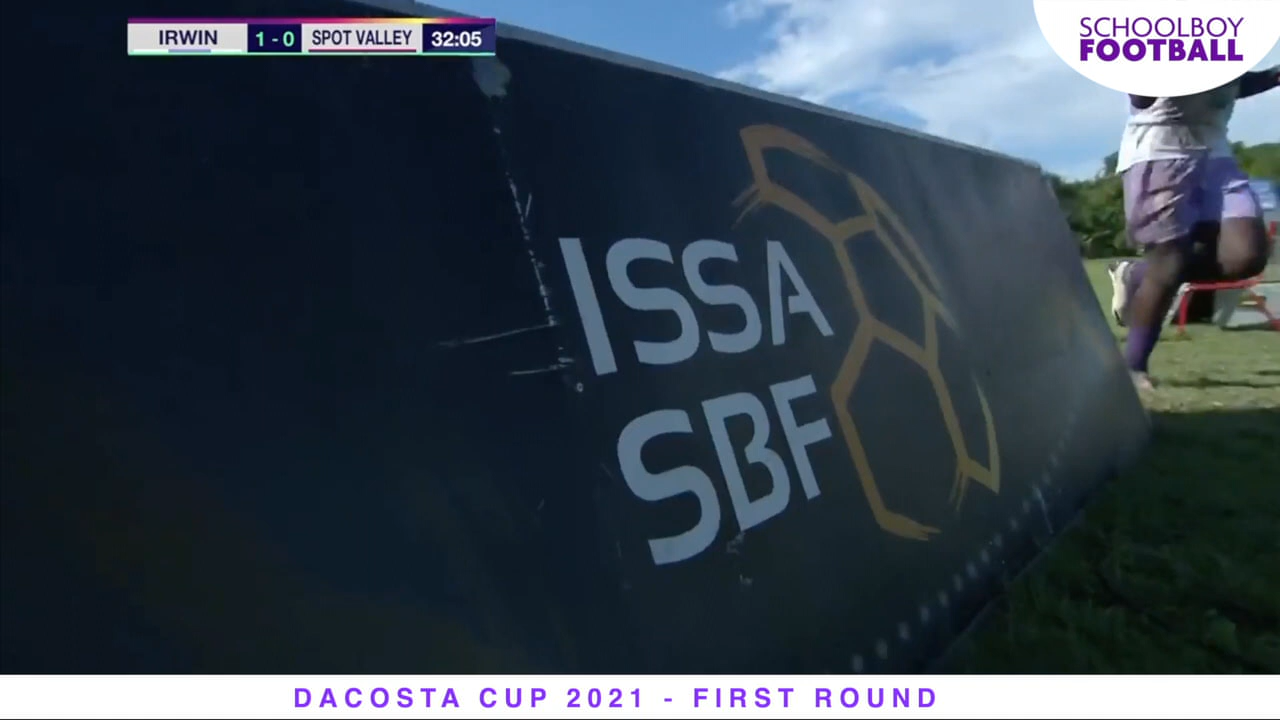 IRWIN 1 - 0 SPOT VALLEY 32:05
SCHOOLBOY
FOOTBALL
ISSA
SBF
DACOSTA CUP 2021 - FIRST ROUND